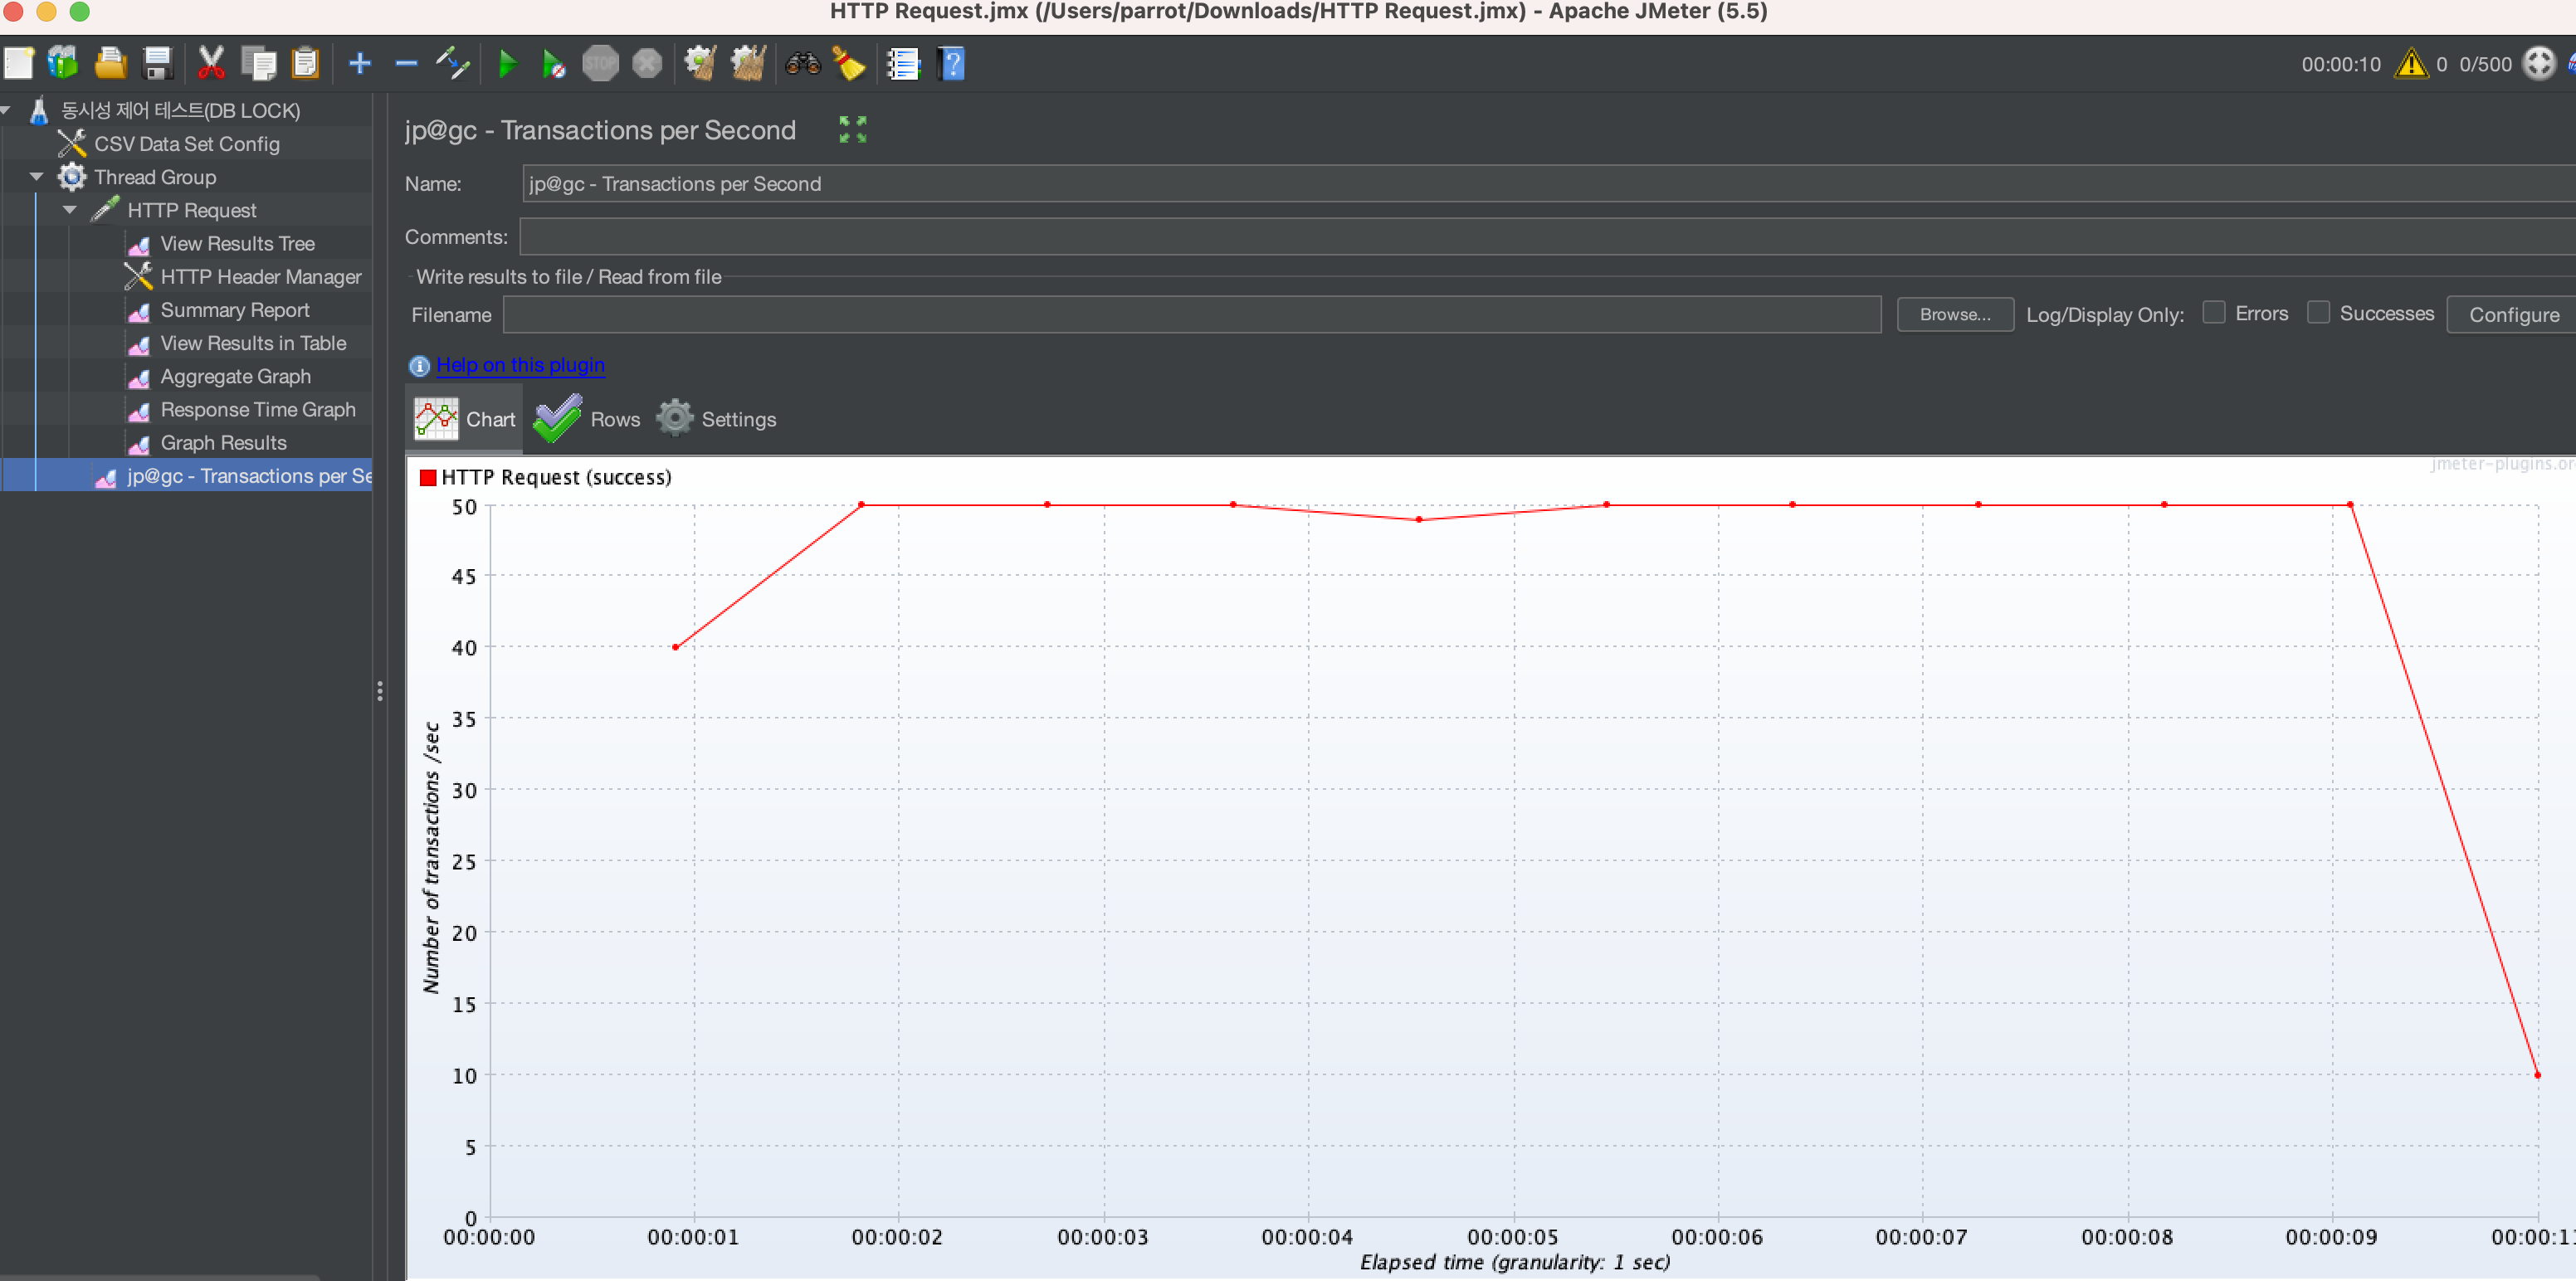 HTTP Request.jmx (/Users/parrot/Downloads/HTTP Request.jmx) - Apache JMeter (5.5)
STOP
00:00:10
0
0/500
동시성 제어 테스트(DB LOCK)
CSV Data Set Config
Thread Group
HTTP Request
View Results Tree
HTTP Header Manager
Summary Report
View Results in Table
Aggregate Graph
Response Time Graph
Graph Results
jp@gc - Transactions per Se
jp@gc - Transactions per Second
Name:
jp@gc - Transactions per Second
Comments:
Write results to file / Read from file
Filename
Browse...
Log/Display Only:
Errors
Successes
Configure
Help on this plugin
Chart
Rows
Settings
jmeter-plugins.or
HTTP Request (success)
50
45
40
35
30
25
20
15
10
5
0
Number of transactions /sec
00:00:00
00:00:01
00:00:02
00:00:03
00:00:04
00:00:05
00:00:06
00:00:07
00:00:08
00:00:09
00:00:11
Elapsed time (granularity: 1 sec)